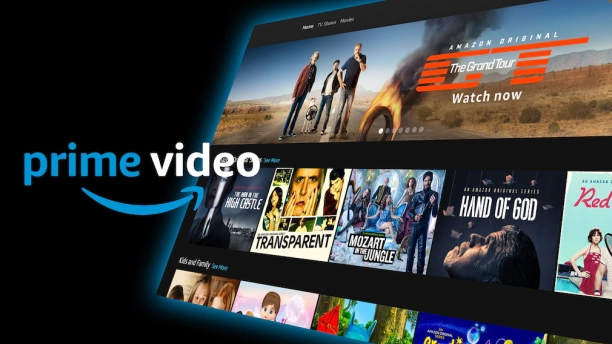 Home TV Shows Movies
AMAZON ORIGINAL
The Grand Tour
GT
Watch now
prime video
See More
THE MAN IN THE
HIGH CASTLE
TRANSPARENT
MOZART
IN THE JUNGLE
AN AMAZON ORIGINAL SERIES
HAND OF GOD
Red
Kids and Family See More